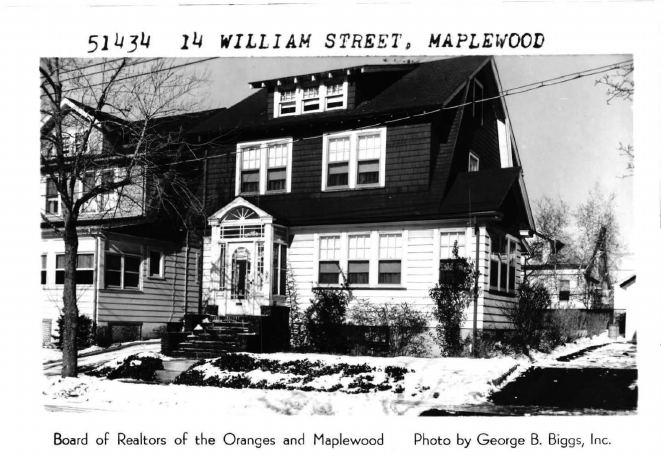 51434 14 WILLIAM STREET, MAPLEWOOD
Board of Realtors of the Oranges and Maplewood Photo by George B. Biggs, Inc.